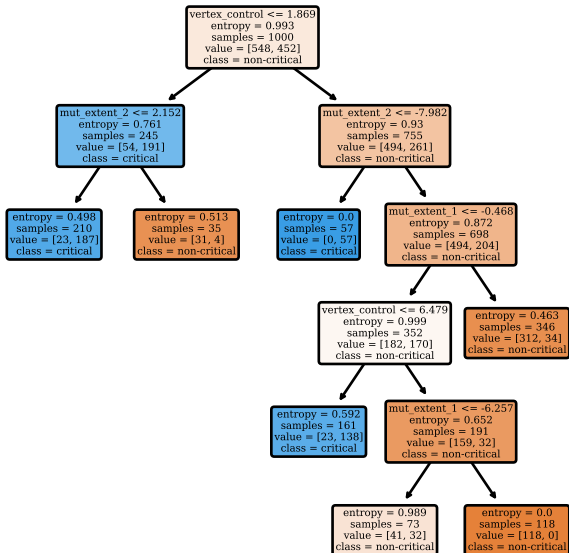 vertex_control <= 1.869
entropy = 0.993
samples = 1000
value = [548, 452]
class = non-critical
mut_extent_2 <= 2.152
entropy = 0.761
samples = 245
value = [54, 191]
class = critical
mut_extent_2 <= -7.982
entropy = 0.93
samples = 755
value = [494, 261]
class = non-critical
entropy = 0.498
samples = 210
value = [23, 187]
class = critical
entropy = 0.513
samples = 35
value = [31, 4]
class = non-critical
entropy = 0.0
samples = 57
value = [0, 57]
class = critical
mut_extent_1 <= -0.468
entropy = 0.872
samples = 698
value = [494, 204]
class = non-critical
vertex_control <= 6.479
entropy = 0.999
samples = 352
value = [182, 170]
class = non-critical
entropy = 0.463
samples = 346
value = [312, 34]
class = non-critical
entropy = 0.592
samples = 161
value = [23, 138]
class = critical
mut_extent_1 <= -6.257
entropy = 0.652
samples = 191
value = [159, 32]
class = non-critical
entropy = 0.989
samples = 73
value = [41, 32]
class = non-critical
entropy = 0.0
samples = 118
value = [118, 0]
class = non-critical